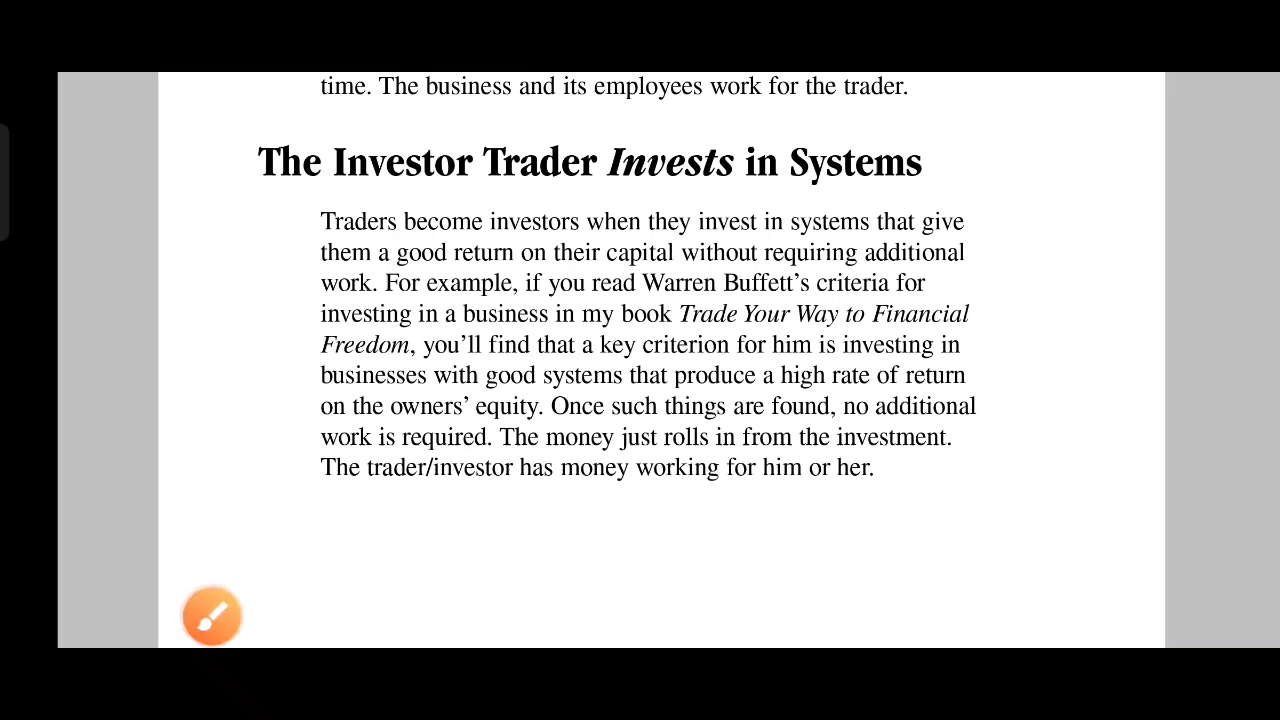 time. The business and its employees work for the trader.
The Investor Trader Invests in Systems
Traders become investors when they invest in systems that give
them a good return on their capital without requiring additional
work. For example, if you read Warren Buffett’s criteria for
investing in a business in my book Trade Your Way to Financial
Freedom, you’ll find that a key criterion for him is investing in
businesses with good systems that produce a high rate of return
on the owners’ equity. Once such things are found, no additional
work is required. The money just rolls in from the investment.
The trader/investor has money working for him or her.